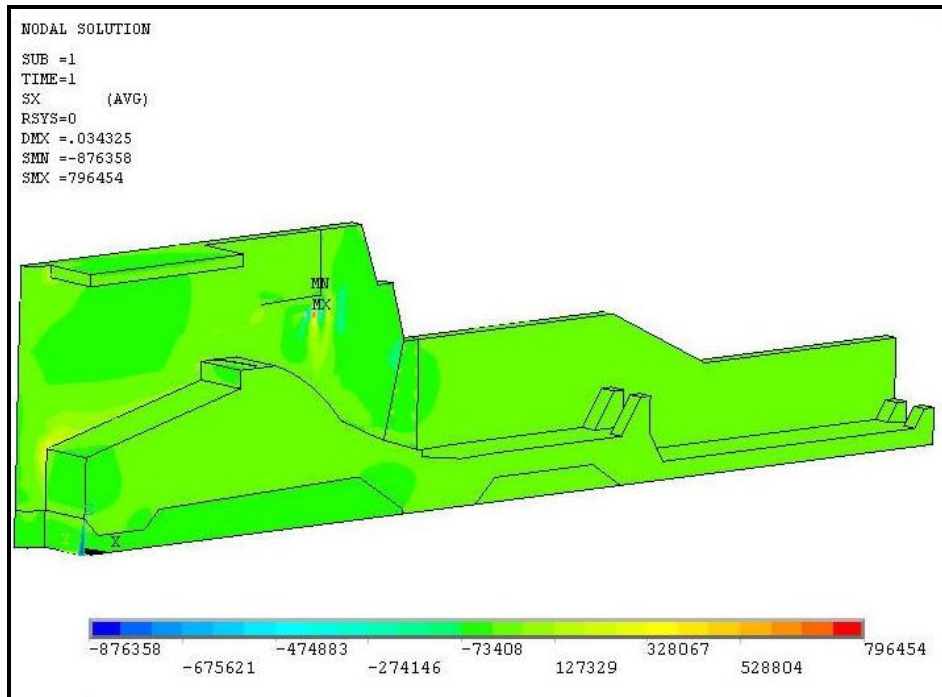 NODAL SOLUTION
SUB =1
TIME=1
SX (AVG)
RSYS=0
DMX =.034325
SMN =-876358
SMX =796454
MN
MX
Z
Y X
-876358 -474883 -73408 328067 796454
-675621 -274146 127329 528804